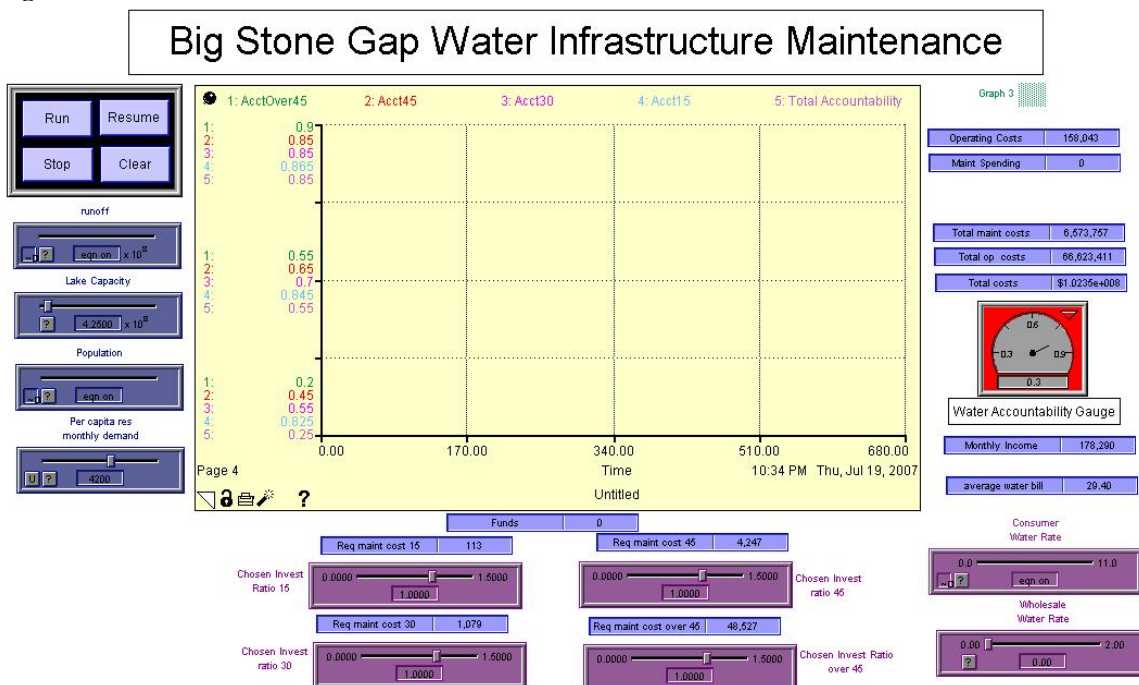 Big Stone Gap Water Infrastructure Maintenance
Run
Resume
Stop
Clear
runoff
~
?
eqn on
x 10^8
Lake Capacity
?
4.2500
x 10^8
Population
~
?
eqn on
Per capita res
monthly demand
U
?
4200
1: AcctOver45
2: Acct45
3: Acct30
4: Acct15
5: Total Accountability
1: 0.9
2: 0.85
3: 0.85
4: 0.865
5: 0.85
1: 0.55
2: 0.65
3: 0.7
4: 0.845
5: 0.55
1: 0.2
2: 0.45
3: 0.55
4: 0.825
5: 0.25
0.00
170.00
340.00
510.00
680.00
Page 4
Time
10:34 PM Thu, Jul 19, 2007
?
Untitled
Graph 3
Operating Costs 158,043
Maint Spending 0
Total maint costs 6,573,757
Total op costs 66,623,411
Total costs $1.0235e+008
0.3
0.6
0.9
0.3
Water Accountability Gauge
Monthly Income 178,290
average water bill 29.40
Funds 0
Req maint cost 15 113
Chosen Invest
Ratio 15
0.0000
1.5000
1.0000
Req maint cost 45 4,247
0.0000
1.5000
1.0000
Chosen Invest
ratio 45
Req maint cost 30 1,079
Chosen Invest
ratio 30
0.0000
1.5000
1.0000
Req maint cost over 45 48,527
0.0000
1.5000
1.0000
Chosen Invest Ratio
over 45
Consumer
Water Rate
0.0
11.0
~
?
eqn on
Wholesale
Water Rate
0.00
2.00
?
0.00